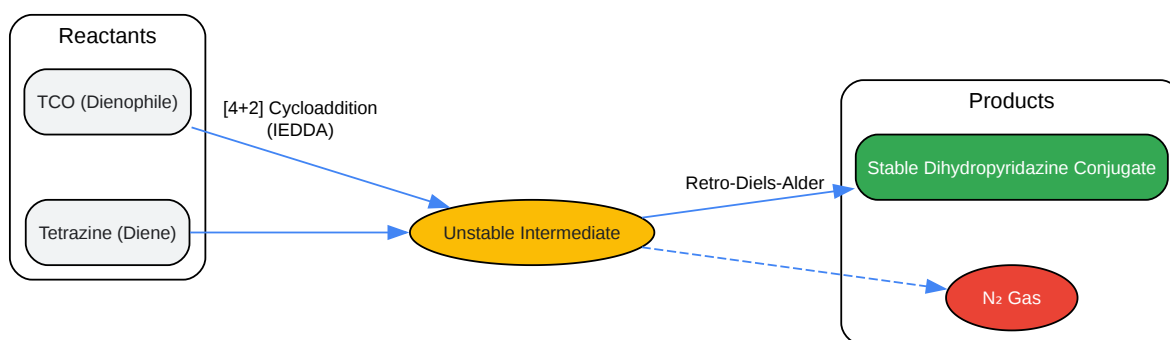 Reactants
TCO (Dienophile)
Tetrazine (Diene)
[4+2] Cycloaddition
(IEDDA)
Unstable Intermediate
Retro-Diels-Alder
Products
Stable Dihydropyridazine Conjugate
N₂ Gas